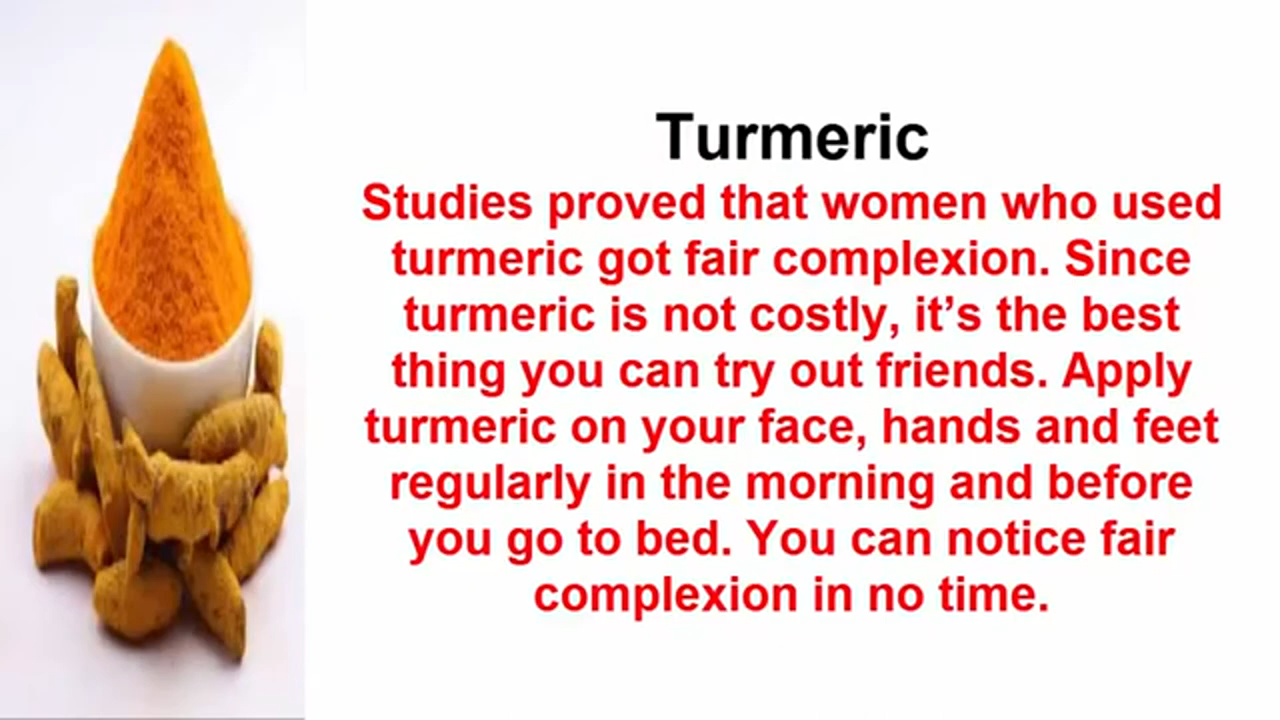 Turmeric
Studies proved that women who used
turmeric got fair complexion. Since
turmeric is not costly, it’s the best
thing you can try out friends. Apply
turmeric on your face, hands and feet
regularly in the morning and before
you go to bed. You can notice fair
complexion in no time.